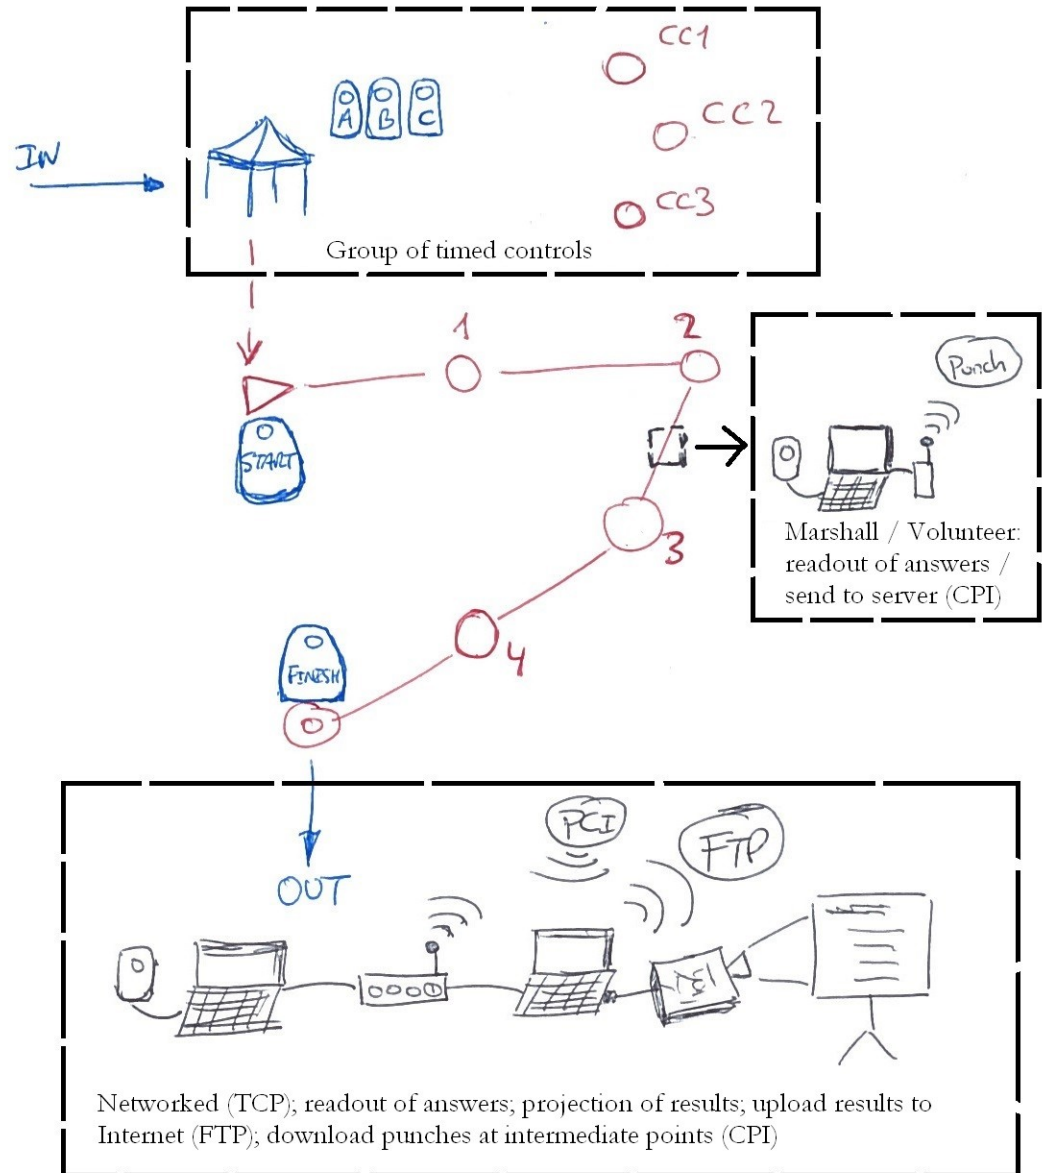 CC1
A B C
CC2
IN
CC3
Group of timed controls
1
2
Punch
START
3
Marshall / Volunteer:
readout of answers /
send to server (CPI)
4
FINISH
PCI
FTP
OUT
Networked (TCP); readout of answers; projection of results; upload results to
Internet (FTP); download punches at intermediate points (CPI)